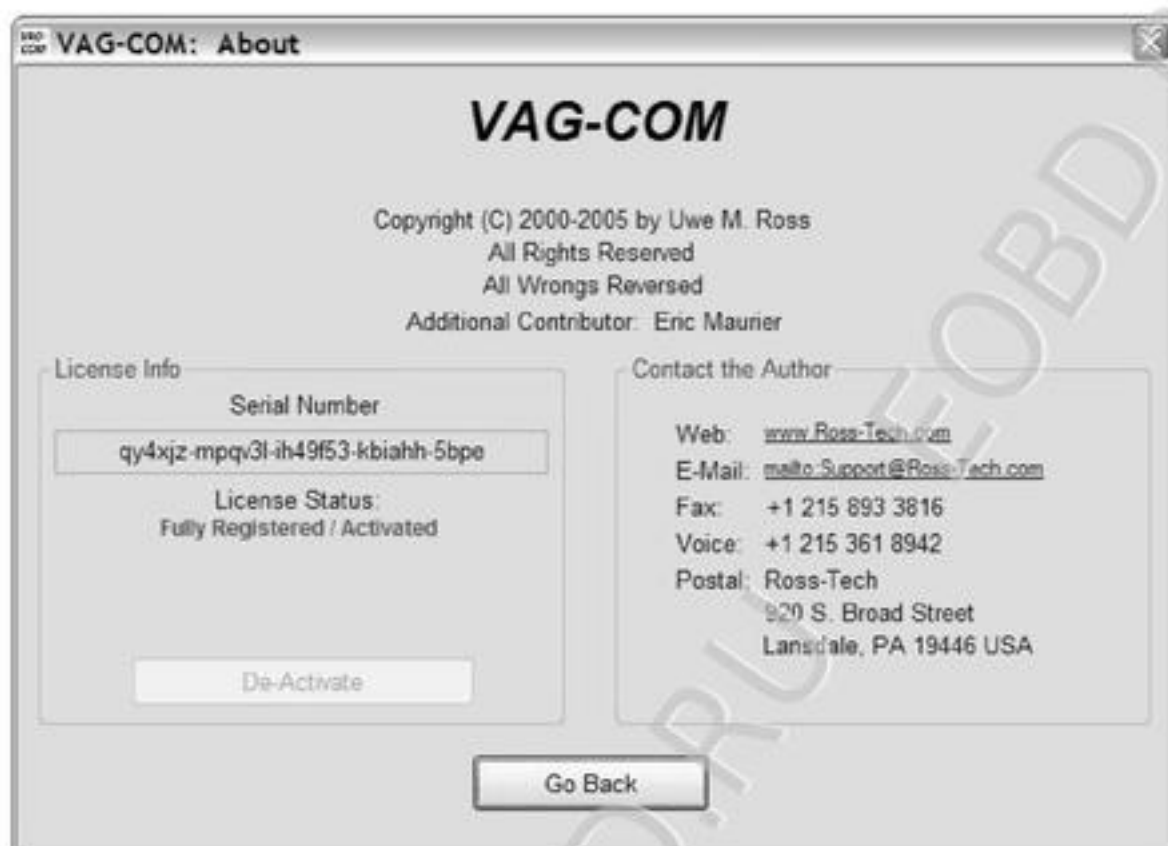 VAG-COM: About
VAG-COM
Copyright (C) 2000-2005 by Uwe M. Ross
All Rights Reserved
All Wrongs Reversed
Additional Contributor: Eric Maurier
License Info
Serial Number
qy4xjz-mpqv3l-ih49f53-kbiahh-5bpe
License Status:
Fully Registered / Activated
De-Activate
Contact the Author
Web: www.Ross-Tech.com
E-Mail: mailto:Support@Ross-Tech.com
Fax: +1 215 893 3816
Voice: +1 215 361 8942
Postal: Ross-Tech
920 S. Broad Street
Lansdale, PA 19446 USA
Go Back